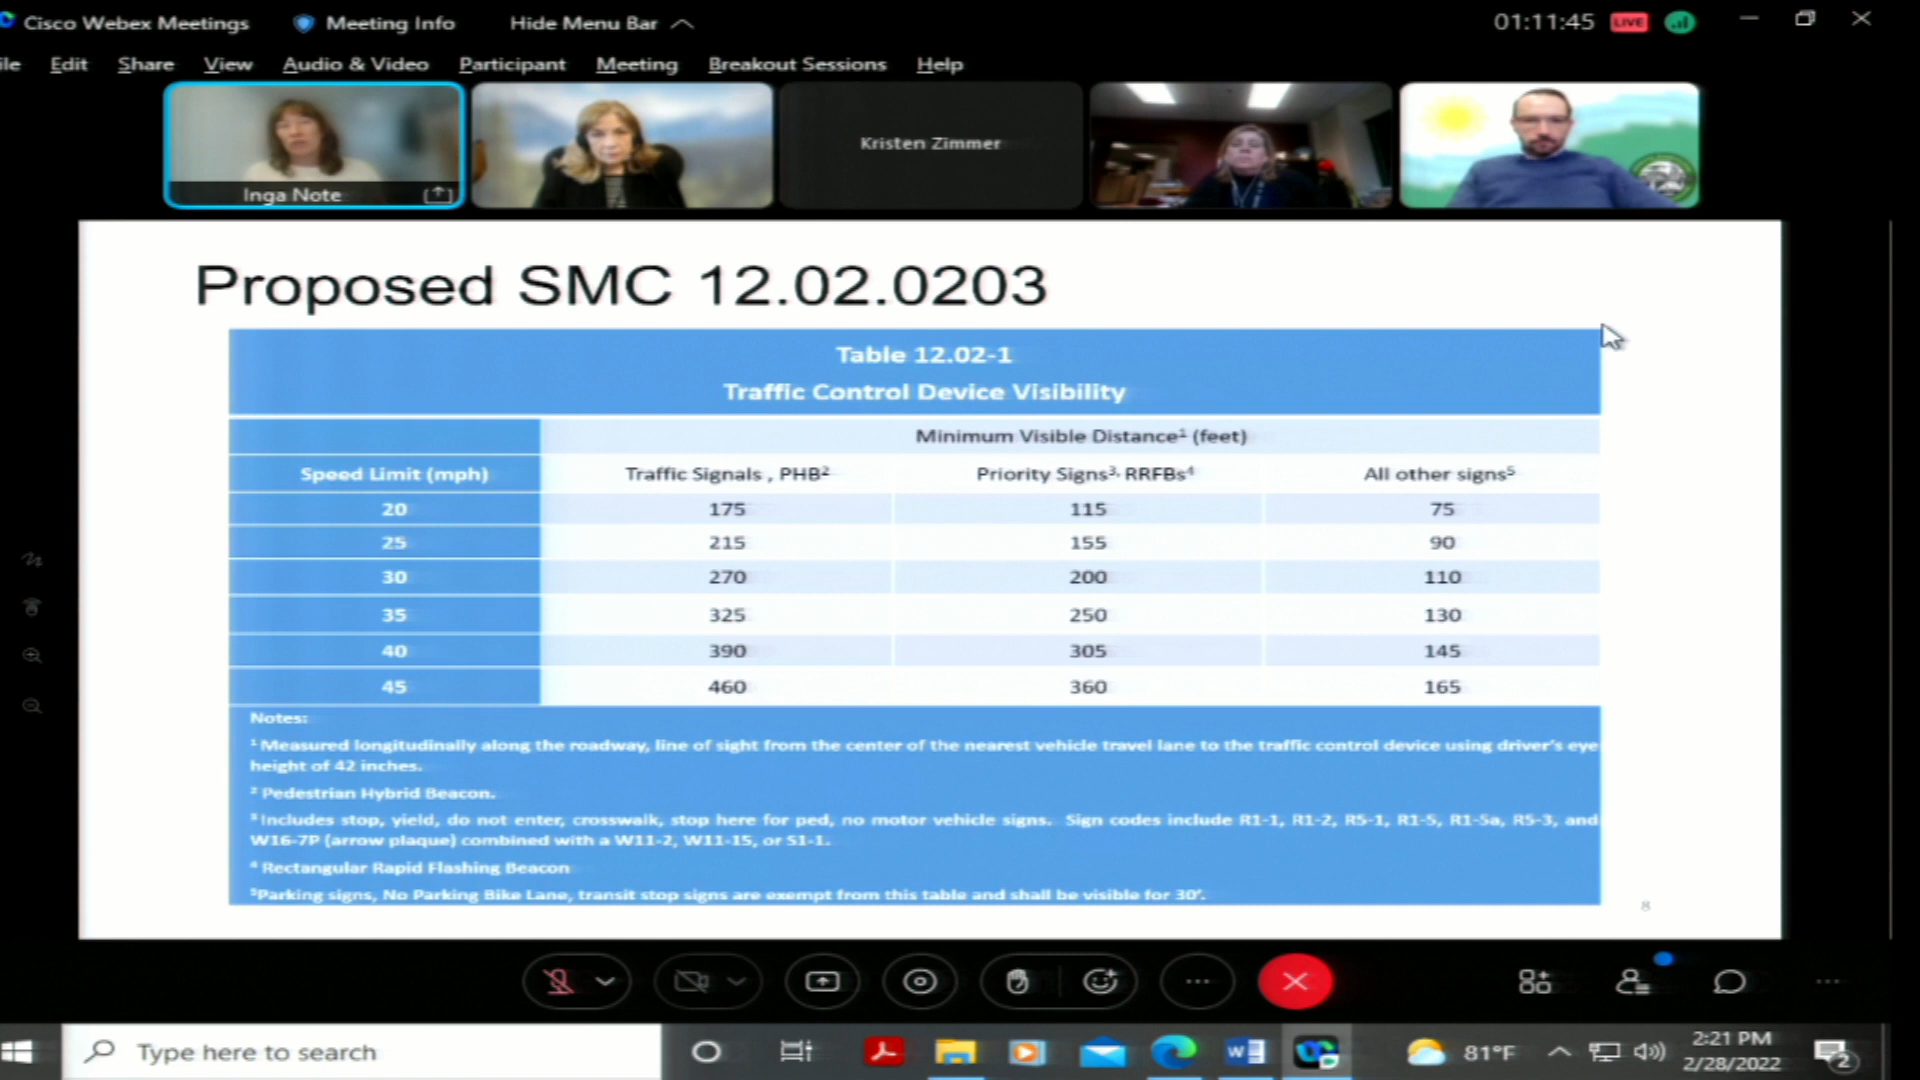 Cisco Webex Meetings
Meeting Info
Hide Menu Bar
01:11:45 LIVE
ile Edit Share View Audio & Video Participant Meeting Breakout Sessions Help
Inga Note
Kristen Zimmer
Proposed SMC 12.02.0203
Table 12.02-1
Traffic Control Device Visibility
Minimum Visible Distance¹ (feet)
Speed Limit (mph) Traffic Signals , PHB² Priority Signs³, RRFBs⁴ All other signs⁵
20 175 115 75
25 215 155 90
30 270 200 110
35 325 250 130
40 390 305 145
45 460 360 165
Notes:
¹ Measured longitudinally along the roadway, line of sight from the center of the nearest vehicle travel lane to the traffic control device using driver's eye
height of 42 inches.
² Pedestrian Hybrid Beacon.
³ Includes stop, yield, do not enter, crosswalk, stop here for ped, no motor vehicle signs. Sign codes include R1-1, R1-2, R5-1, R1-5, R1-5a, R5-3, and
W16-7P (arrow plaque) combined with a W11-2, W11-15, or S1-1.
⁴ Rectangular Rapid Flashing Beacon
⁵Parking signs, No Parking Bike Lane, transit stop signs are exempt from this table and shall be visible for 30'.
8
Type here to search
81°F
2:21 PM
2/28/2022
2